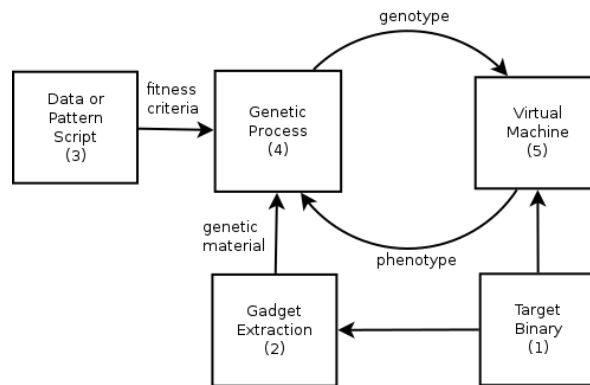 genotype
Data or
Pattern
Script
(3)
fitness
criteria
Genetic
Process
(4)
Virtual
Machine
(5)
genetic
material
phenotype
Gadget
Extraction
(2)
Target
Binary
(1)